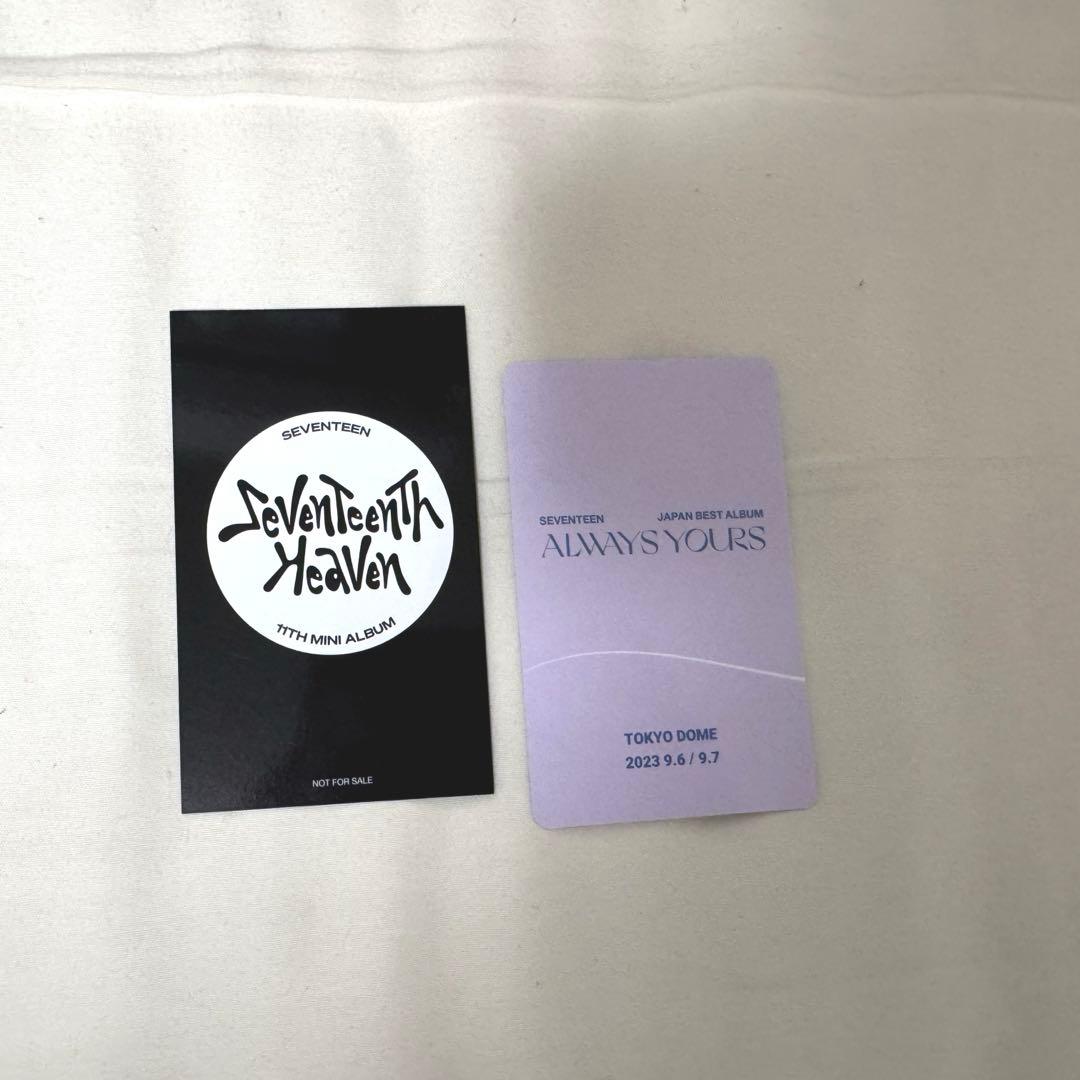 SEVENTEEN
SeVenTeenTh
Heaven
11TH MINI ALBUM
NOT FOR SALE
SEVENTEEN JAPAN BEST ALBUM
ALWAYS YOURS
TOKYO DOME
2023 9.6 / 9.7